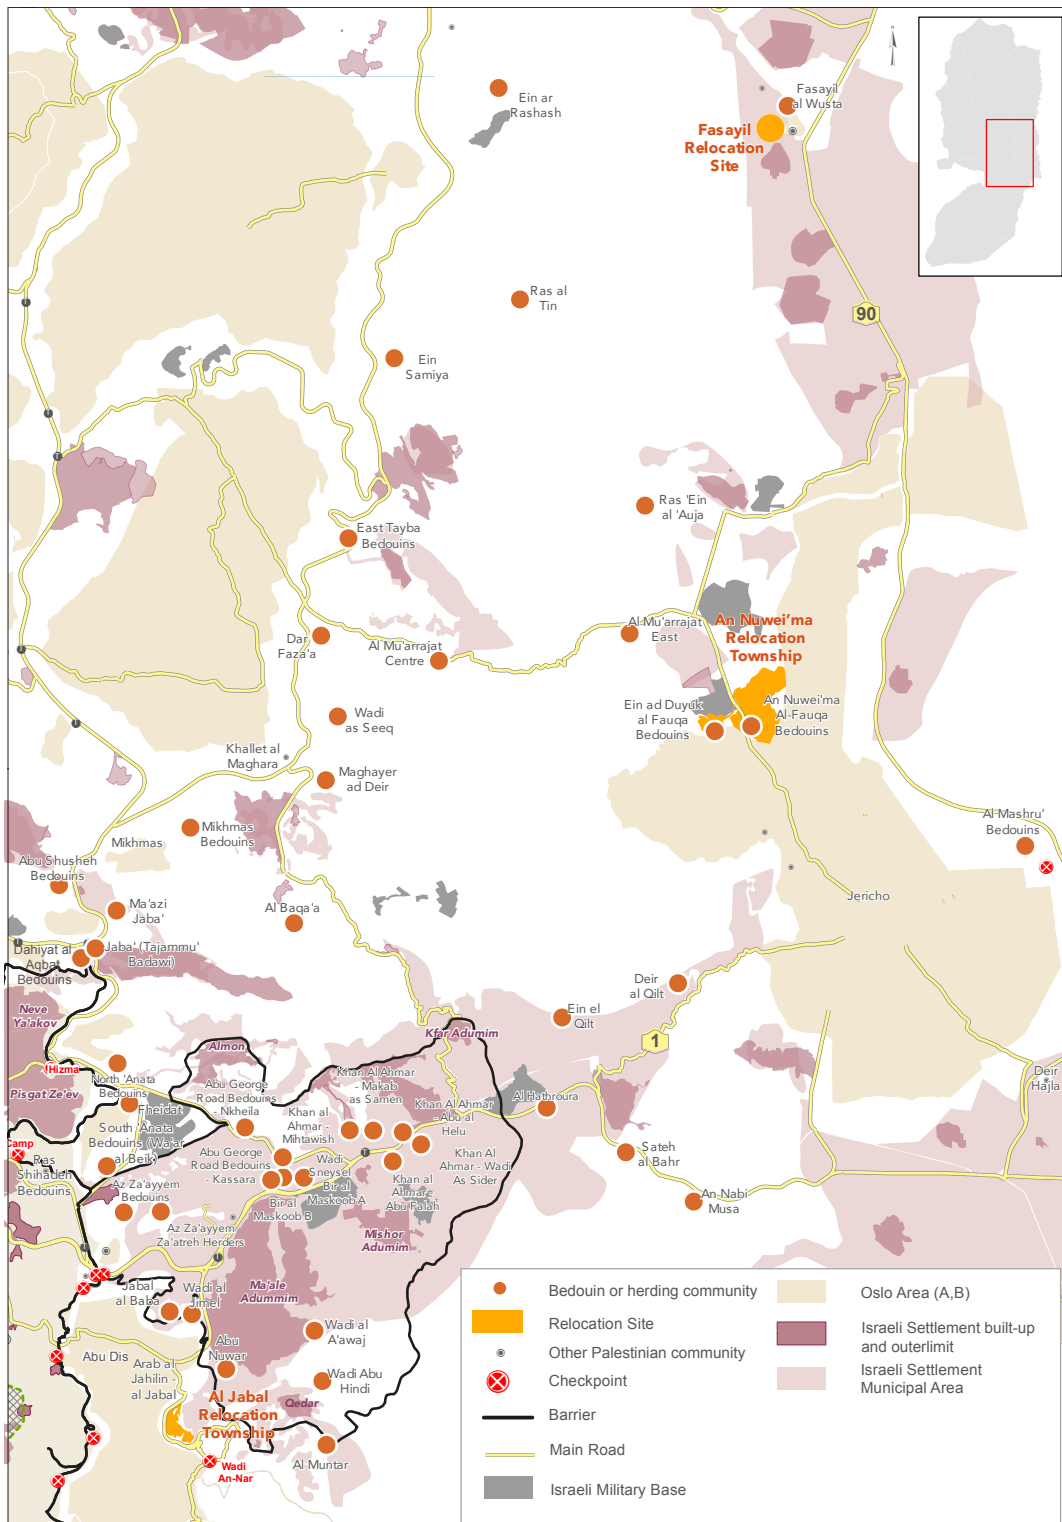 N
Ein ar
Rashash
Fasayil
al Wusta
Fasayil
Relocation
Site
Ras al
Tin
90
Ein
Samiya
Ras 'Ein
al 'Auja
East Tayba
Bedouins
Dar
Faza'a
Al Mu'arrajat
Centre
Al Mu'arrajat
East
An Nuwei'ma
Relocation
Township
Ein ad Duyuk
al Fauqa
Bedouins
An Nuwei'ma
Al-Fauqa
Bedouins
Wadi
as Seeq
Khallet al
Maghara
Maghayer
ad Deir
Mikhmas
Bedouins
Mikhmas
Al Mashru'
Bedouins
Abu Shusheh
Bedouins
Ma'azi
Jaba'
Al Baqa'a
Jericho
Jaba' (Tajammu'
Badawi)
Dahiyat al
Aqbat
Bedouins
Deir
al Qilt
Ein el
Qilt
Neve
Ya'akov
Kfar Adumim
Almon
1
Hizma
North 'Anata
Bedouins
Pisgat Ze'ev
Abu George
Road Bedouins
- Nkheila
Khan Al Ahmar
- Makab
as Samen
Khan Al Ahmar
- Abu al
Helu
Al Hathroura
Deir
Hajla
Fheidat
South 'Anata
Bedouins (Wa'ar
al Beik)
Khan al
Ahmar -
Mihtawish
Camp
Ras
Shihadeh
Bedouins
Abu George
Road Bedouins
- Kassara
Wadi
Sneysel
Bir al
Maskoob A
Bir al
Maskoob B
Khan al
Ahmar -
Abu Falah
Khan Al
Ahmar - Wadi
As Sider
Sateh
al Bahr
An Nabi
Musa
Az Za'ayyem
Bedouins
Az Za'ayyem
Za'atreh Herders
Mishor
Adumim
Ma'ale
Adummim
Jabal
al Baba
Wadi al
Jimel
Wadi al
A'awaj
Abu Dis
Abu
Nuwar
Arab al
Jahilin -
al Jabal
Wadi Abu
Hindi
Al Jabal
Relocation
Township
Qedar
Al Muntar
Wadi
An-Nar
Bedouin or herding community
Relocation Site
Other Palestinian community
Checkpoint
Barrier
Main Road
Israeli Military Base
Oslo Area (A,B)
Israeli Settlement built-up
and outerlimit
Israeli Settlement
Municipal Area